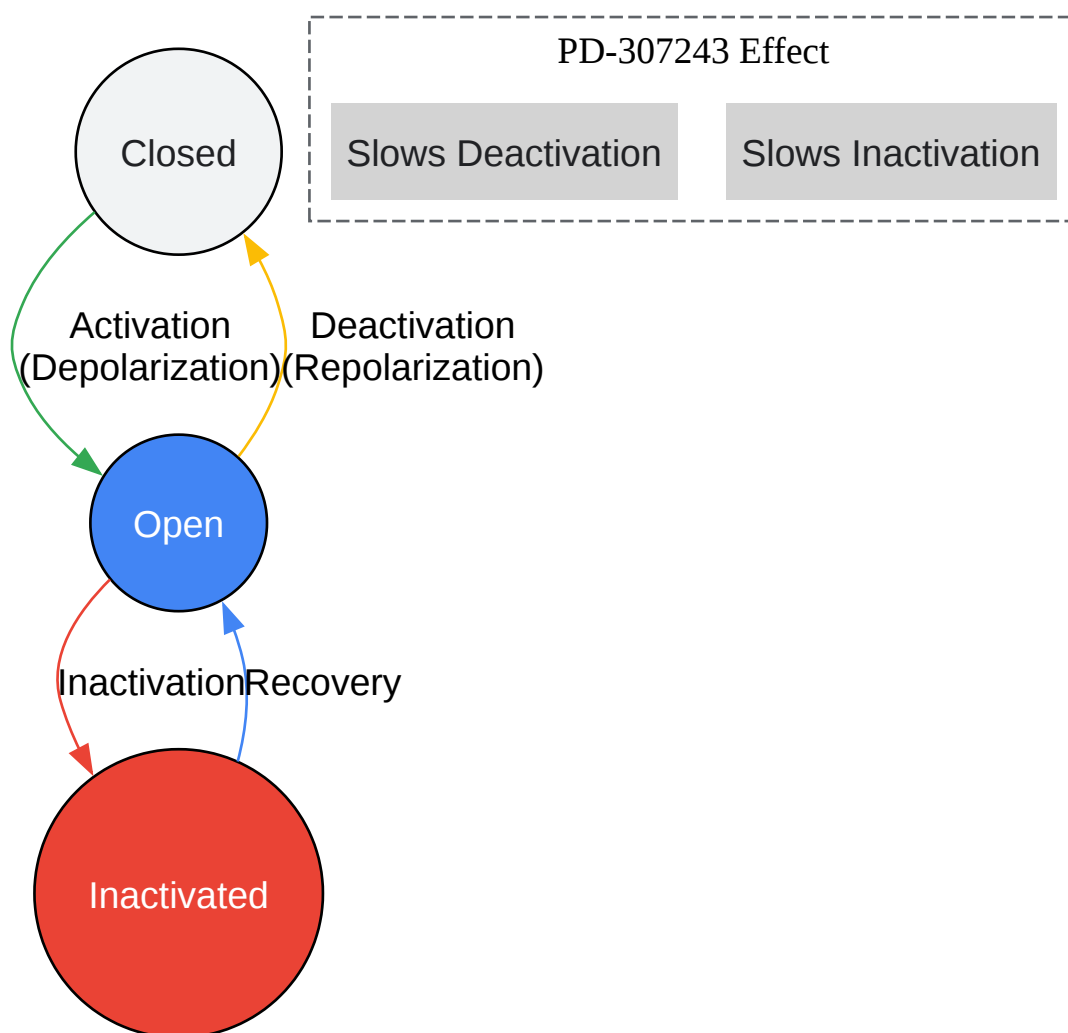 PD-307243 Effect
Closed
Slows Deactivation
Slows Inactivation
Activation
(Depolarization)
Deactivation
(Repolarization)
Open
Inactivation
Recovery
Inactivated